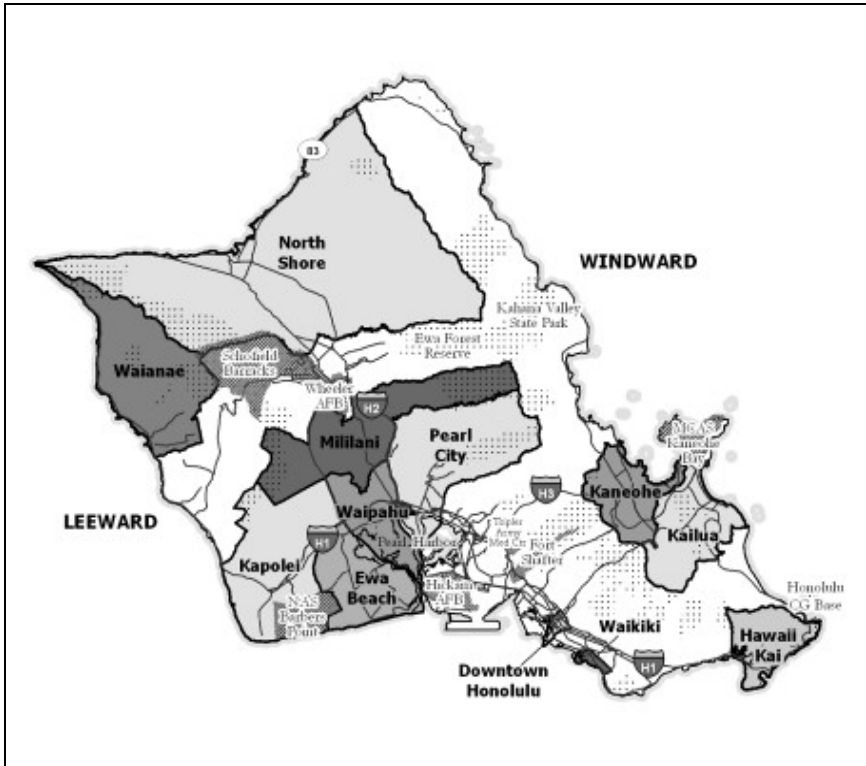 83
North
Shore
WINDWARD
Kahana Valley
State Park
Ewa Forest
Reserve
Schofield
Barracks
Waianae
Wheeler
AFB
H2
Mililani
Pearl
City
MCAS
Kaneohe
Bay
Kaneohe
H3
LEEWARD
Waipahu
Tripler
Army
Med Ctr
Kailua
H1
Pearl Harbor
Fort
Shafter
Kapolei
Ewa
Beach
Hickam
AFB
Honolulu
CG Base
NAS
Barbers
Point
Waikiki
Hawaii
Kai
Downtown
Honolulu
H1